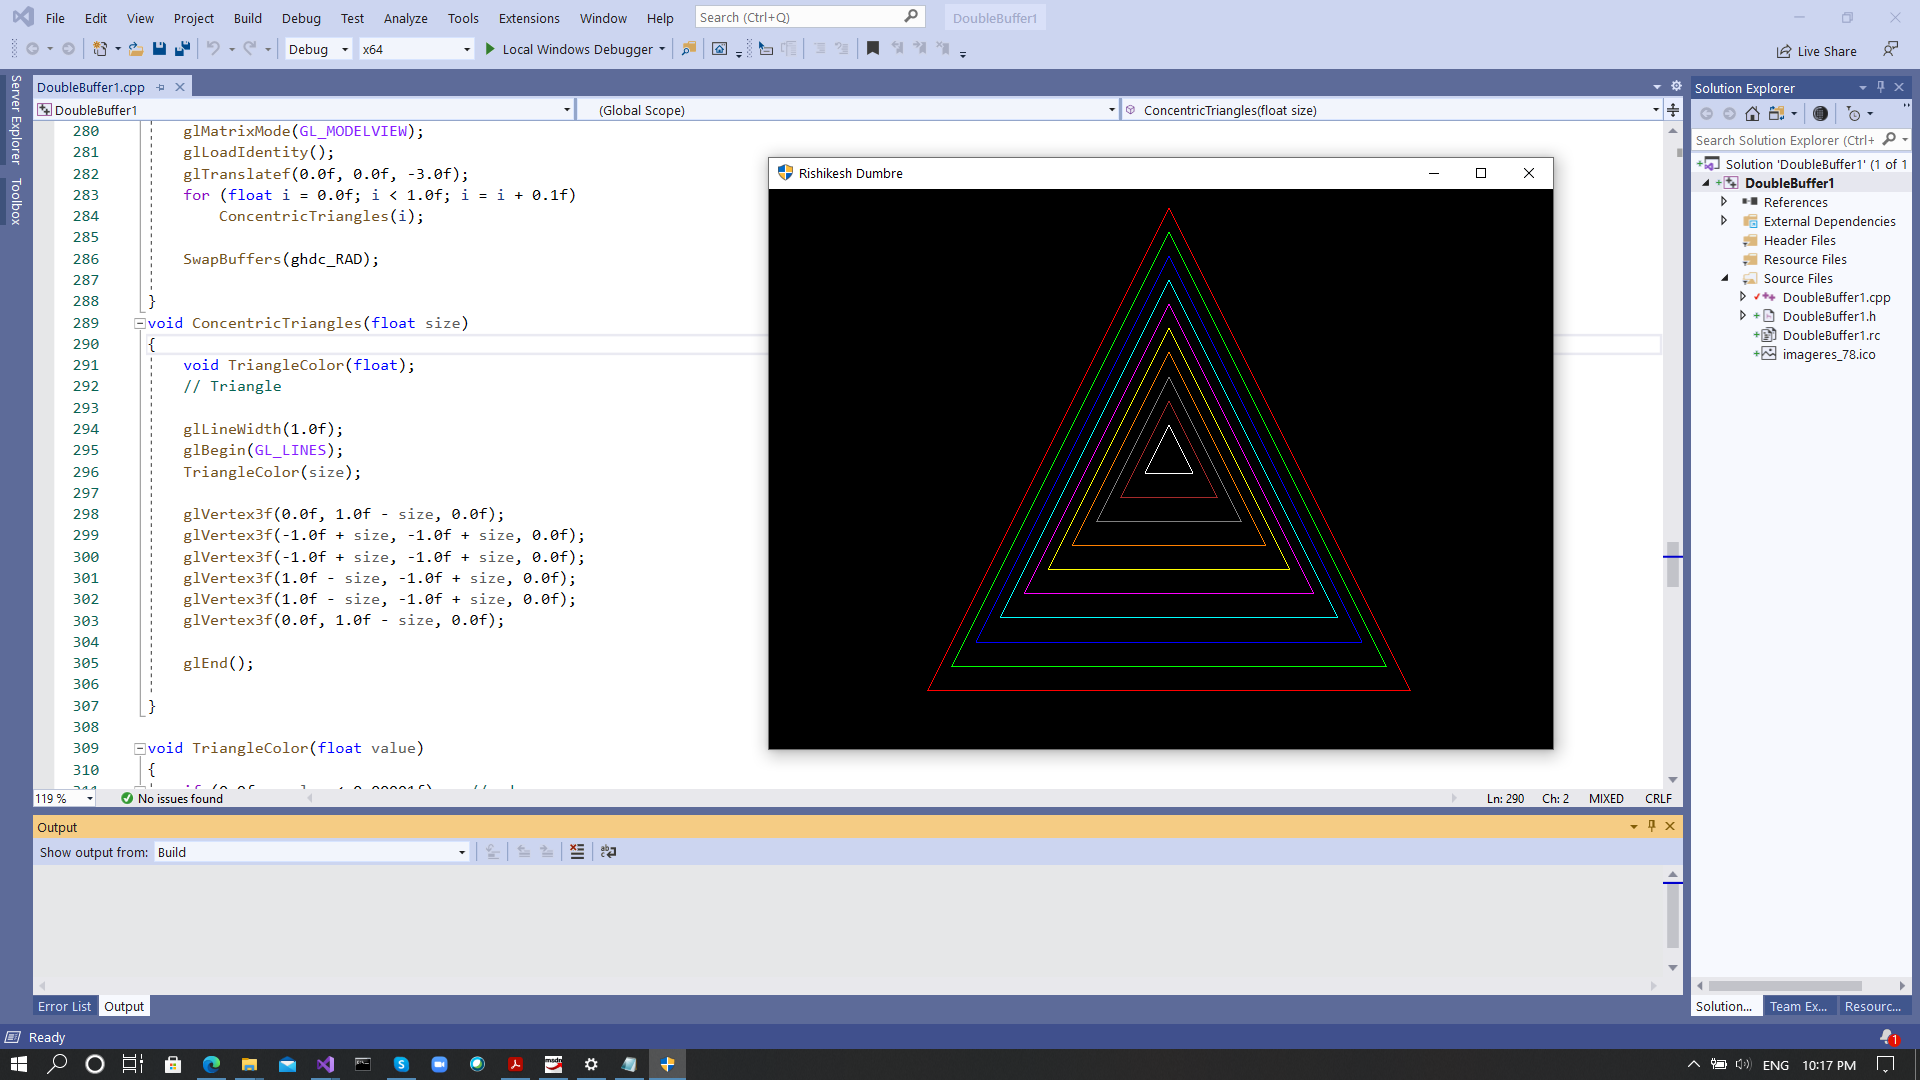 File Edit View Project Build Debug Test Analyze Tools Extensions Window Help Search (Ctrl+Q) DoubleBuffer1
Debug x64 Local Windows Debugger Live Share
Server Explorer
Toolbox
DoubleBuffer1.cpp
DoubleBuffer1 (Global Scope) ConcentricTriangles(float size)
280 glMatrixMode(GL_MODELVIEW);
281 glLoadIdentity();
282 glTranslatef(0.0f, 0.0f, -3.0f);
283 for (float i = 0.0f; i < 1.0f; i = i + 0.1f)
284 ConcentricTriangles(i);
285
286 SwapBuffers(ghdc_RAD);
287
288 }
289 void ConcentricTriangles(float size)
290 {
291 void TriangleColor(float);
292 // Triangle
293
294 glLineWidth(1.0f);
295 glBegin(GL_LINES);
296 TriangleColor(size);
297
298 glVertex3f(0.0f, 1.0f - size, 0.0f);
299 glVertex3f(-1.0f + size, -1.0f + size, 0.0f);
300 glVertex3f(-1.0f + size, -1.0f + size, 0.0f);
301 glVertex3f(1.0f - size, -1.0f + size, 0.0f);
302 glVertex3f(1.0f - size, -1.0f + size, 0.0f);
303 glVertex3f(0.0f, 1.0f - size, 0.0f);
304
305 glEnd();
306
307 }
308
309 void TriangleColor(float value)
310 {
Rishikesh Dumbre
119 % No issues found Ln: 290 Ch: 2 MIXED CRLF
Output
Show output from: Build
Error List Output
Solution Explorer
Search Solution Explorer (Ctrl+
Solution 'DoubleBuffer1' (1 of 1
DoubleBuffer1
References
External Dependencies
Header Files
Resource Files
Source Files
DoubleBuffer1.cpp
DoubleBuffer1.h
DoubleBuffer1.rc
imageres_78.ico
Solution... Team Ex... Resourc...
Ready 1
msdn ENG 10:17 PM